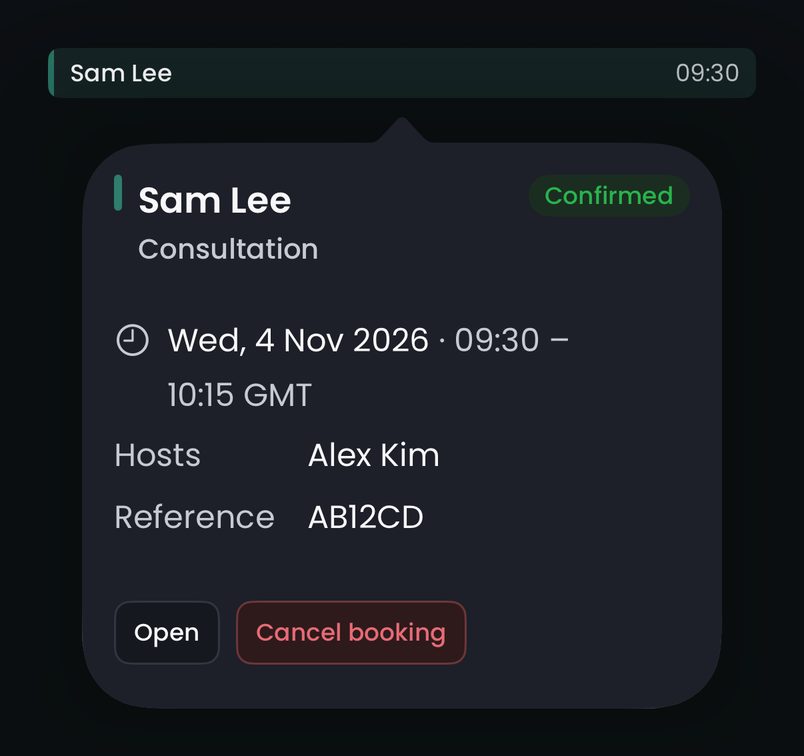 Sam Lee 09:30
Sam Lee Confirmed
Consultation
Wed, 4 Nov 2026 · 09:30 –
10:15 GMT
Hosts Alex Kim
Reference AB12CD
Open Cancel booking